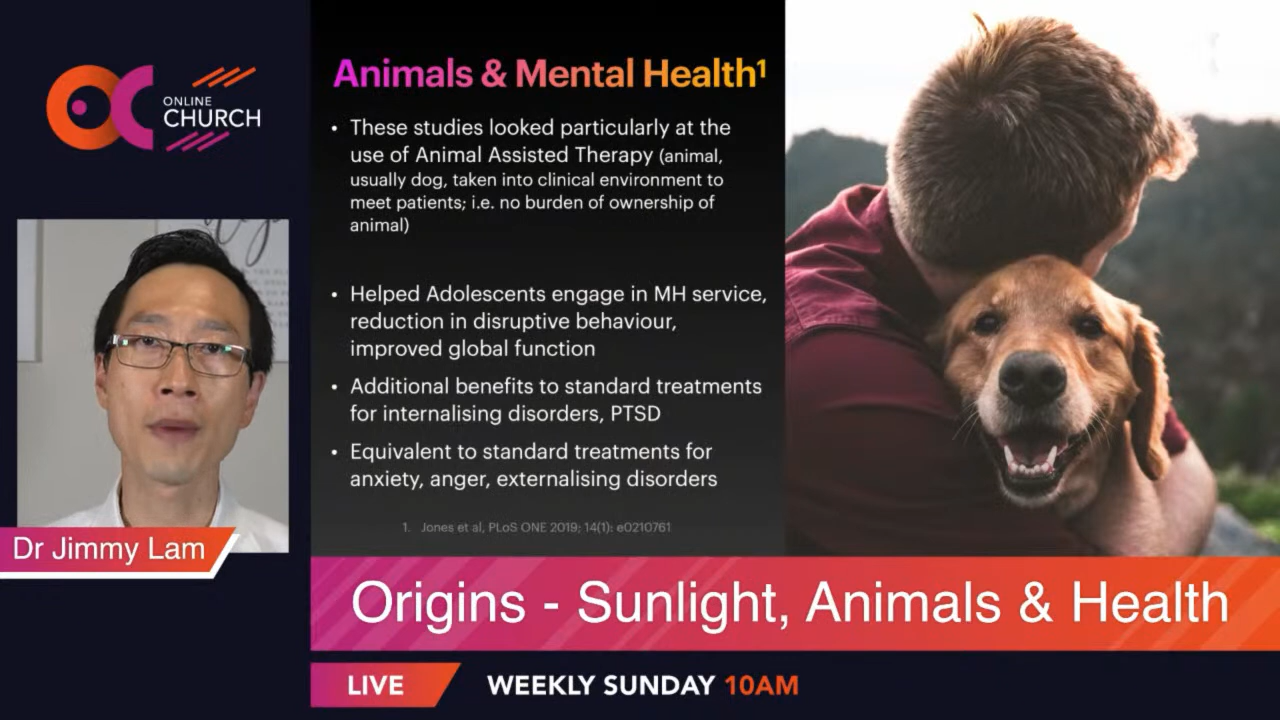 ONLINE
CHURCH
Animals & Mental Health¹
• These studies looked particularly at the
use of Animal Assisted Therapy (animal,
usually dog, taken into clinical environment to
meet patients; i.e. no burden of ownership of
animal)
• Helped Adolescents engage in MH service,
reduction in disruptive behaviour,
improved global function
• Additional benefits to standard treatments
for internalising disorders, PTSD
• Equivalent to standard treatments for
anxiety, anger, externalising disorders
1. Jones et al, PLoS ONE 2019; 14(1): e0210761
Dr Jimmy Lam
Origins - Sunlight, Animals & Health
LIVE
WEEKLY SUNDAY 10AM